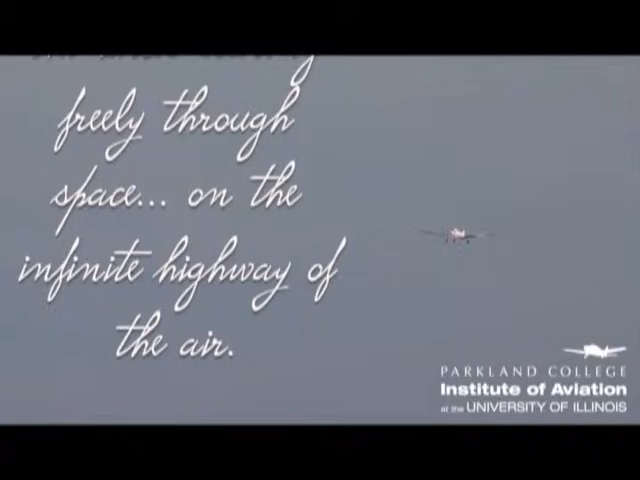 freely through
space... on the
infinite highway of
the air.
PARKLAND COLLEGE
Institute of Aviation
at the UNIVERSITY OF ILLINOIS